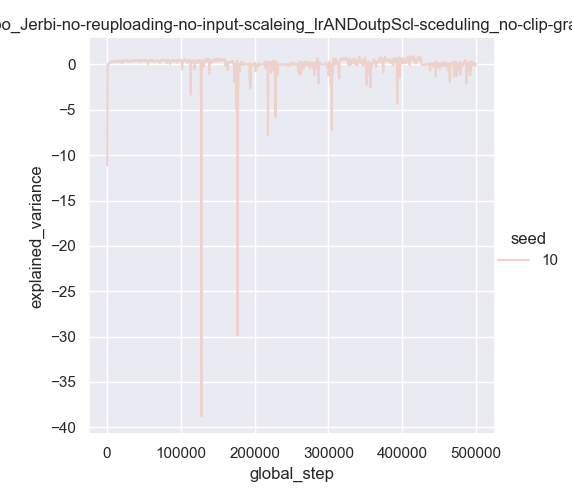 oo_Jerbi-no-reuploading-no-input-scaleing_lrANDoutpScl-sceduling_no-clip-gra
0
−5
−10
−15
−20
−25
−30
−35
−40
explained_variance
0 100000 200000 300000 400000 500000
global_step
seed
10